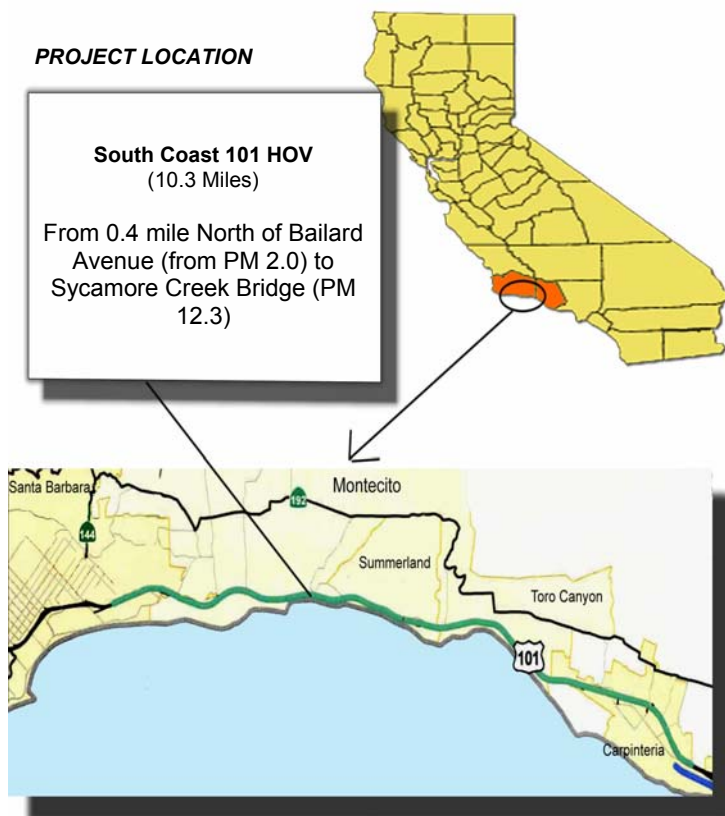 PROJECT LOCATION
South Coast 101 HOV
(10.3 Miles)
From 0.4 mile North of Bailard
Avenue (from PM 2.0) to
Sycamore Creek Bridge (PM
12.3)
Santa Barbara
192
Montecito
144
Summerland
Toro Canyon
101
Carpinteria